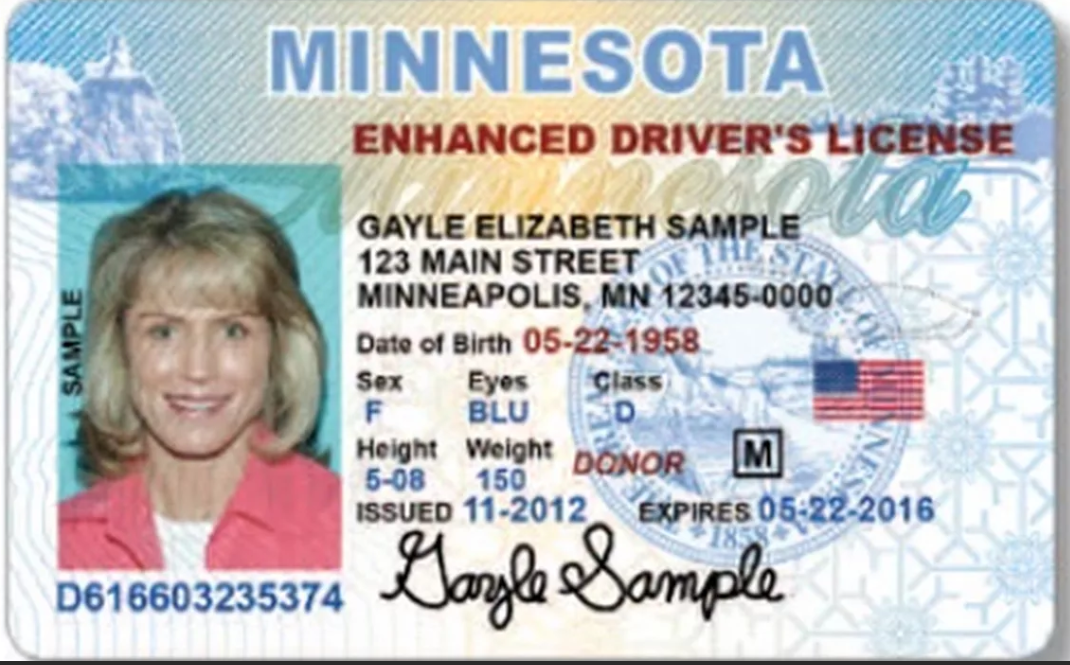 MINNESOTA
ENHANCED DRIVER'S LICENSE
Minnesota
GAYLE ELIZABETH SAMPLE
123 MAIN STREET
MINNEAPOLIS, MN 12345-0000
Date of Birth 05-22-1958
Sex Eyes Class
F BLU D
Height Weight
5-08 150 DONOR M
ISSUED 11-2012 EXPIRES 05-22-2016
Gayle Sample
SAMPLE
D616603235374
OF THE STATE OF MINNESOTA
1858